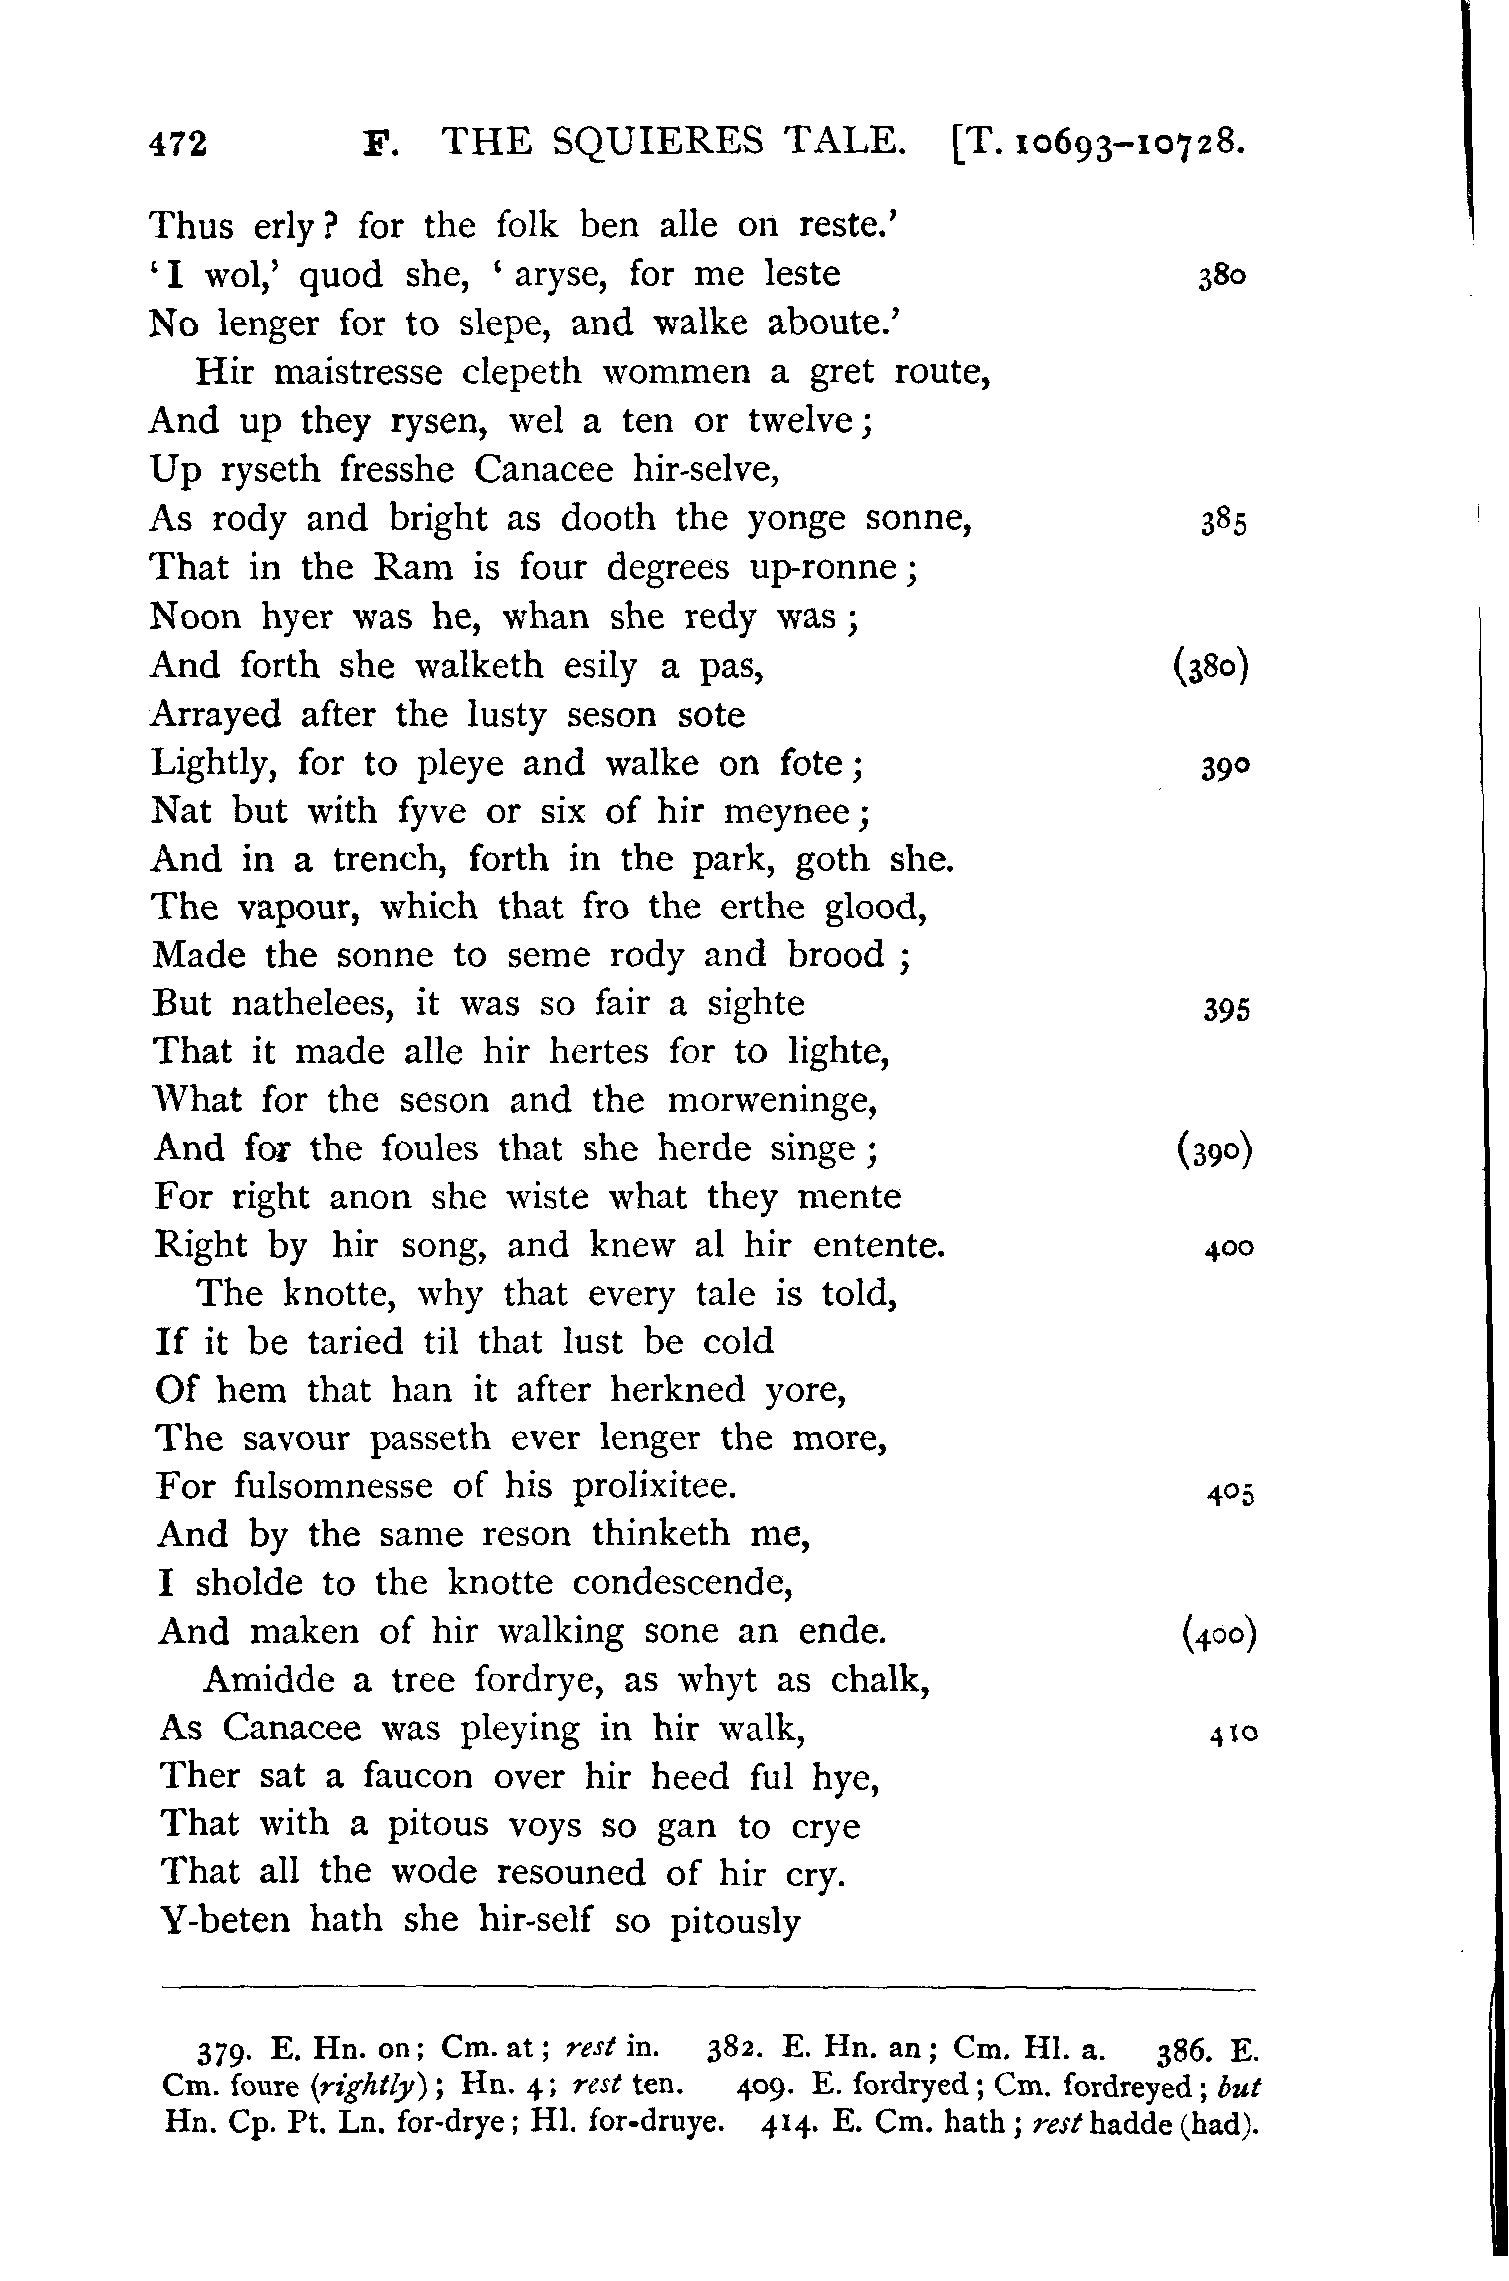 472 F. THE SQUIERES TALE. [T. 10693–10728.
Thus erly? for the folk ben alle on reste.’
‘I wol,’ quod she, ‘aryse, for me leste 380
No lenger for to slepe, and walke aboute.’
Hir maistresse clepeth wommen a gret route,
And up they rysen, wel a ten or twelve;
Up ryseth fresshe Canacee hir-selve,
As rody and bright as dooth the yonge sonne, 385
That in the Ram is four degrees up-ronne;
Noon hyer was he, whan she redy was;
And forth she walketh esily a pas, (380)
Arrayed after the lusty seson sote
Lightly, for to pleye and walke on fote; 390
Nat but with fyve or six of hir meynee;
And in a trench, forth in the park, goth she.
The vapour, which that fro the erthe glood,
Made the sonne to seme rody and brood;
But nathelees, it was so fair a sighte 395
That it made alle hir hertes for to lighte,
What for the seson and the morweninge,
And for the foules that she herde singe; (390)
For right anon she wiste what they mente
Right by hir song, and knew al hir entente. 400
The knotte, why that every tale is told,
If it be taried til that lust be cold
Of hem that han it after herkned yore,
The savour passeth ever lenger the more,
For fulsomnesse of his prolixitee. 405
And by the same reson thinketh me,
I sholde to the knotte condescende,
And maken of hir walking sone an ende. (400)
Amidde a tree fordrye, as whyt as chalk,
As Canacee was pleying in hir walk, 410
Ther sat a faucon over hir heed ful hye,
That with a pitous voys so gan to crye
That all the wode resouned of hir cry.
Y-beten hath she hir-self so pitously
379. E. Hn. on; Cm. at; rest in. 382. E. Hn. an; Cm. Hl. a. 386. E.
Cm. foure (rightly); Hn. 4; rest ten. 409. E. fordryed; Cm. fordreyed; but
Hn. Cp. Pt. Ln. for-drye; Hl. for-druye. 414. E. Cm. hath; rest hadde (had).